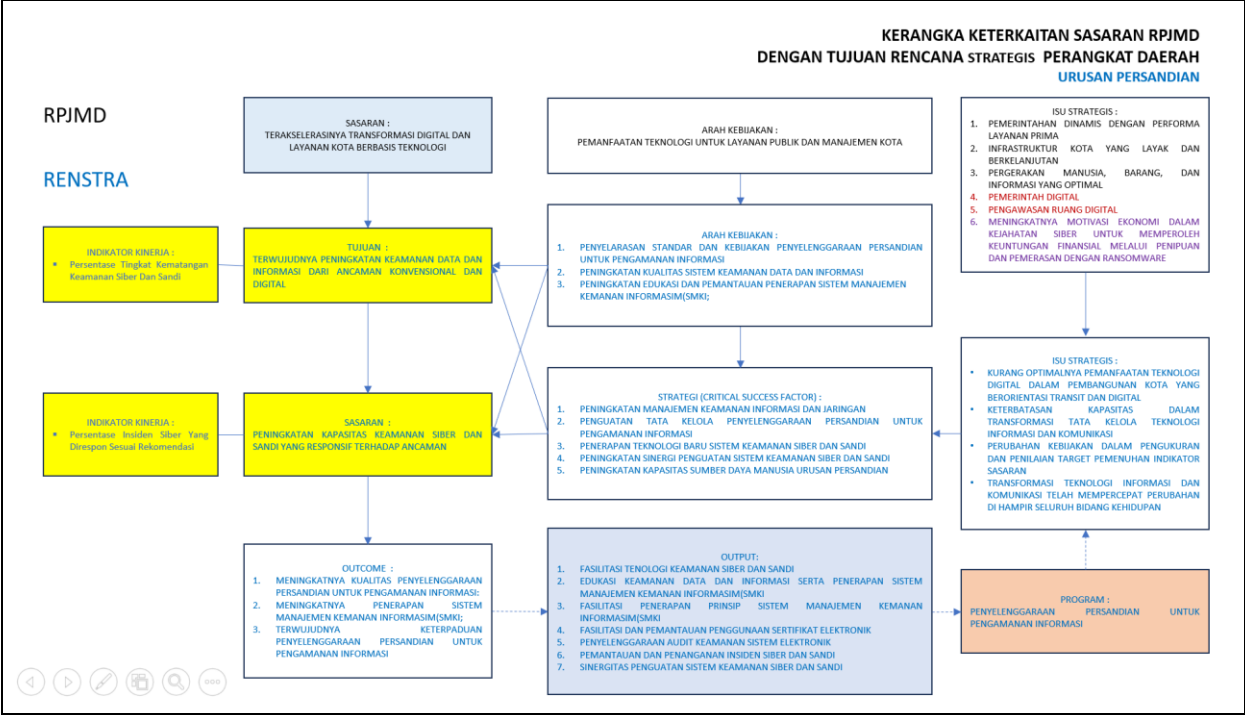 KERANGKA KETERKAITAN SASARAN RPJMD
DENGAN TUJUAN RENCANA STRATEGIS PERANGKAT DAERAH
URUSAN PERSANDIAN
RPJMD
RENSTRA
SASARAN :
TERAKSELERASINYA TRANSFORMASI DIGITAL DAN
LAYANAN KOTA BERBASIS TEKNOLOGI
ARAH KEBIJAKAN :
PEMANFAATAN TEKNOLOGI UNTUK LAYANAN PUBLIK DAN MANAJEMEN KOTA
ISU STRATEGIS :
1. PEMERINTAHAN DINAMIS DENGAN PERFORMA
LAYANAN PRIMA
2. INFRASTRUKTUR KOTA YANG LAYAK DAN
BERKELANJUTAN
3. PERGERAKAN MANUSIA, BARANG, DAN
INFORMASI YANG OPTIMAL
4. PEMERINTAH DIGITAL
5. PENGAWASAN RUANG DIGITAL
6. MENINGKATNYA MOTIVASI EKONOMI DALAM
KEJAHATAN SIBER UNTUK MEMPEROLEH
KEUNTUNGAN FINANSIAL MELALUI PENIPUAN
DAN PEMERASAN DENGAN RANSOMWARE
INDIKATOR KINERJA :
▪ Persentase Tingkat Kematangan
Keamanan Siber Dan Sandi
TUJUAN :
TERWUJUDNYA PENINGKATAN KEAMANAN DATA DAN
INFORMASI DARI ANCAMAN KONVENSIONAL DAN
DIGITAL
ARAH KEBIJAKAN :
1. PENYELARASAN STANDAR DAN KEBIJAKAN PENYELENGGARAAN PERSANDIAN
UNTUK PENGAMANAN INFORMASI
2. PENINGKATAN KUALITAS SISTEM KEAMANAN DATA DAN INFORMASI
3. PENINGKATAN EDUKASI DAN PEMANTAUAN PENERAPAN SISTEM MANAJEMEN
KEMANAN INFORMASIM(SMKI;
INDIKATOR KINERJA :
▪ Persentase Insiden Siber Yang
Direspon Sesuai Rekomendasi
SASARAN :
PENINGKATAN KAPASITAS KEAMANAN SIBER DAN
SANDI YANG RESPONSIF TERHADAP ANCAMAN
STRATEGI (CRITICAL SUCCESS FACTOR) :
1. PENINGKATAN MANAJEMEN KEAMANAN INFORMASI DAN JARINGAN
2. PENGUATAN TATA KELOLA PENYELENGGARAAN PERSANDIAN UNTUK
PENGAMANAN INFORMASI
3. PENERAPAN TEKNOLOGI BARU SISTEM KEAMANAN SIBER DAN SANDI
4. PENINGKATAN SINERGI PENGUATAN SISTEM KEAMANAN SIBER DAN SANDI
5. PENINGKATAN KAPASITAS SUMBER DAYA MANUSIA URUSAN PERSANDIAN
ISU STRATEGIS :
• KURANG OPTIMALNYA PEMANFAATAN TEKNOLOGI
DIGITAL DALAM PEMBANGUNAN KOTA YANG
BERORIENTASI TRANSIT DAN DIGITAL
• KETERBATASAN KAPASITAS DALAM
TRANSFORMASI TATA KELOLA TEKNOLOGI
INFORMASI DAN KOMUNIKASI
• PERUBAHAN KEBIJAKAN DALAM PENGUKURAN
DAN PENILAIAN TARGET PEMENUHAN INDIKATOR
SASARAN
• TRANSFORMASI TEKNOLOGI INFORMASI DAN
KOMUNIKASI TELAH MEMPERCEPAT PERUBAHAN
DI HAMPIR SELURUH BIDANG KEHIDUPAN
OUTCOME :
1. MENINGKATNYA KUALITAS PENYELENGGARAAN
PERSANDIAN UNTUK PENGAMANAN INFORMASI:
2. MENINGKATNYA PENERAPAN SISTEM
MANAJEMEN KEMANAN INFORMASIM(SMKI;
3. TERWUJUDNYA KETERPADUAN
PENYELENGGARAAN PERSANDIAN UNTUK
PENGAMANAN INFORMASI
OUTPUT:
1. FASILITASI TENOLOGI KEAMANAN SIBER DAN SANDI
2. EDUKASI KEAMANAN DATA DAN INFORMASI SERTA PENERAPAN SISTEM
MANAJEMEN KEMANAN INFORMASIM(SMKI
3. FASILITASI PENERAPAN PRINSIP SISTEM MANAJEMEN KEMANAN
INFORMASIM(SMKI
4. FASILITASI DAN PEMANTAUAN PENGGUNAAN SERTIFIKAT ELEKTRONIK
5. PENYELENGGARAAN AUDIT KEAMANAN SISTEM ELEKTRONIK
6. PEMANTAUAN DAN PENANGANAN INSIDEN SIBER DAN SANDI
7. SINERGITAS PENGUATAN SISTEM KEAMANAN SIBER DAN SANDI
PROGRAM :
PENYELENGGARAAN PERSANDIAN UNTUK
PENGAMANAN INFORMASI